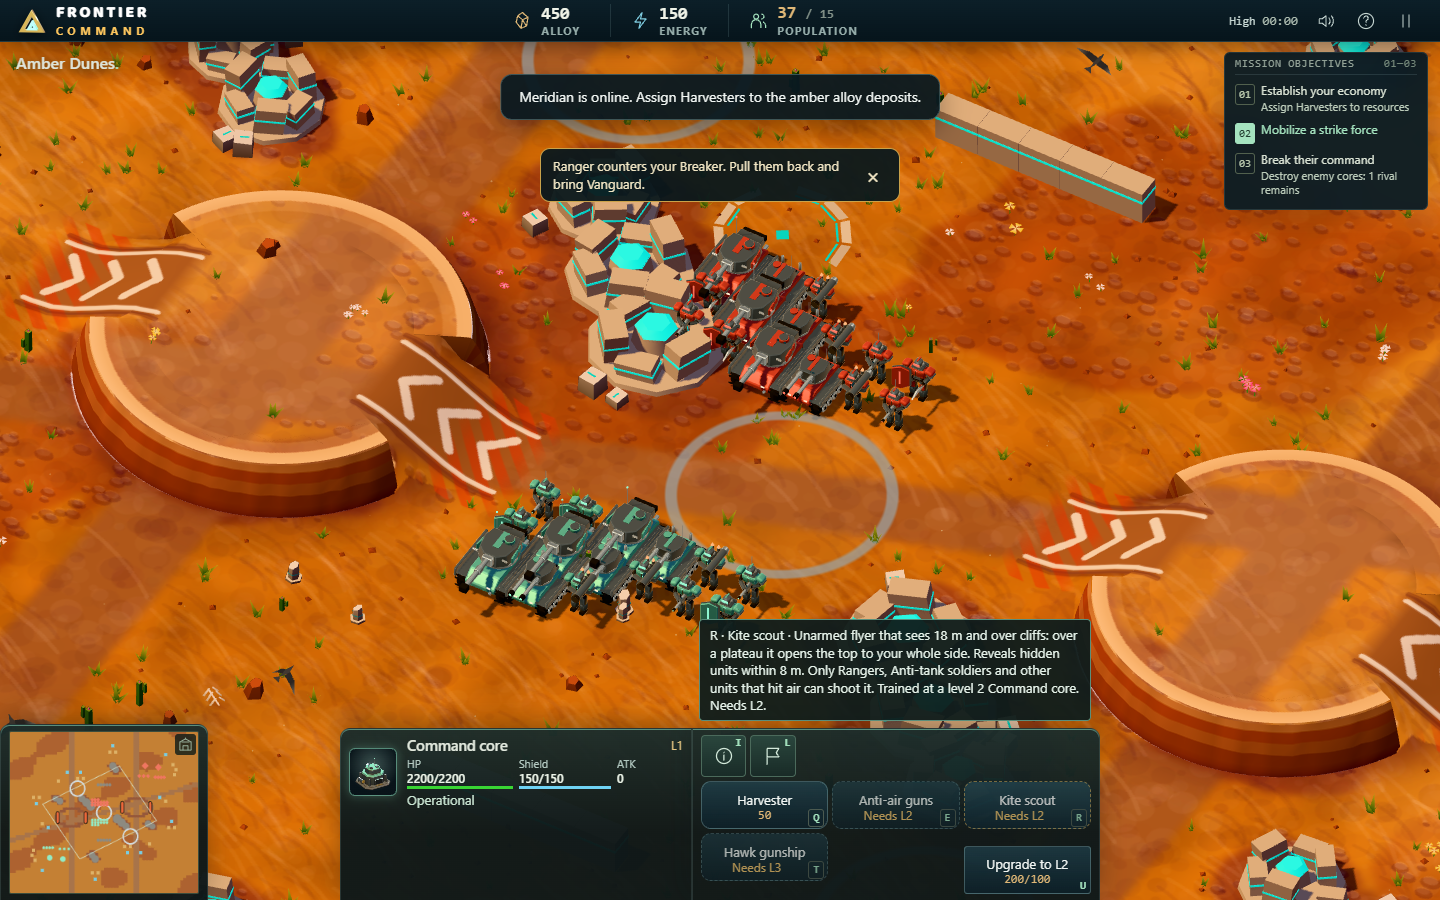 FRONTIER
COMMAND
450
ALLOY
150
ENERGY
37 / 15
POPULATION
High 00:00
Amber Dunes.
Meridian is online. Assign Harvesters to the amber alloy deposits.
Ranger counters your Breaker. Pull them back and
bring Vanguard.
MISSION OBJECTIVES 01—03
01 Establish your economy
Assign Harvesters to resources
02 Mobilize a strike force
03 Break their command
Destroy enemy cores: 1 rival
remains
R · Kite scout · Unarmed flyer that sees 18 m and over cliffs: over
a plateau it opens the top to your whole side. Reveals hidden
units within 8 m. Only Rangers, Anti-tank soldiers and other
units that hit air can shoot it. Trained at a level 2 Command core.
Needs L2.
Command core L1
HP Shield ATK
2200/2200 150/150 0
Operational
I L
Harvester
50 Q
Anti-air guns
Needs L2 E
Kite scout
Needs L2 R
Hawk gunship
Needs L3 T
Upgrade to L2
200/100 U